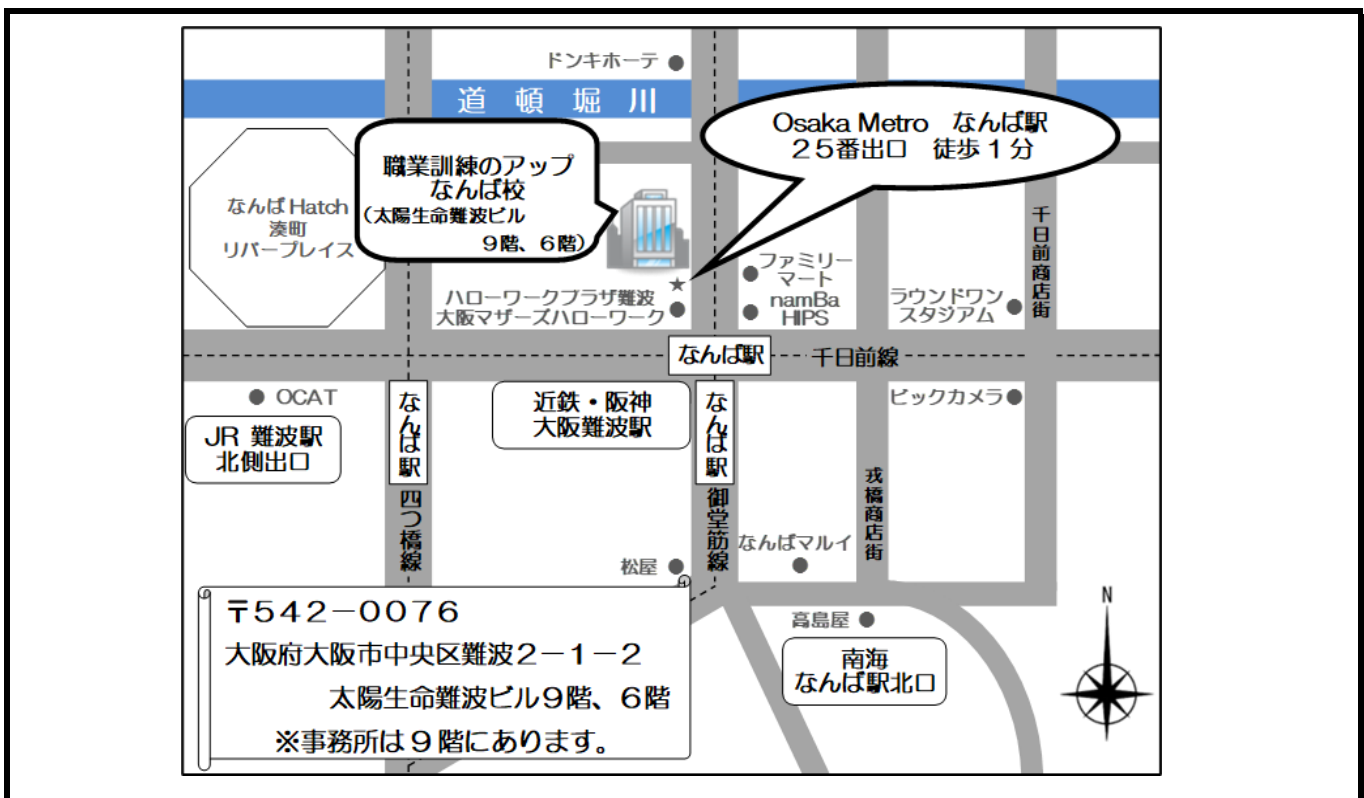 ドンキホーテ
道頓堀川
Osaka Metro なんば駅
25番出口 徒歩1分
職業訓練のアップ
なんば校
(太陽生命難波ビル
9階、6階)
なんば Hatch
湊町
リバープレイス
千日前商店街
ファミリー
マート
namBa
HIPS
ラウンドワン
スタジアム
★
ハローワークプラザ難波
大阪マザーズハローワーク
なんば駅
千日前線
OCAT
JR 難波駅
北側出口
なんば駅
四つ橋線
近鉄・阪神
大阪難波駅
なんば駅
御堂筋線
ビックカメラ
戎橋商店街
なんばマルイ
松屋
高島屋
南海
なんば駅北口
N
〒542-0076
大阪府大阪市中央区難波2-1-2
太陽生命難波ビル9階、6階
※事務所は9階にあります。